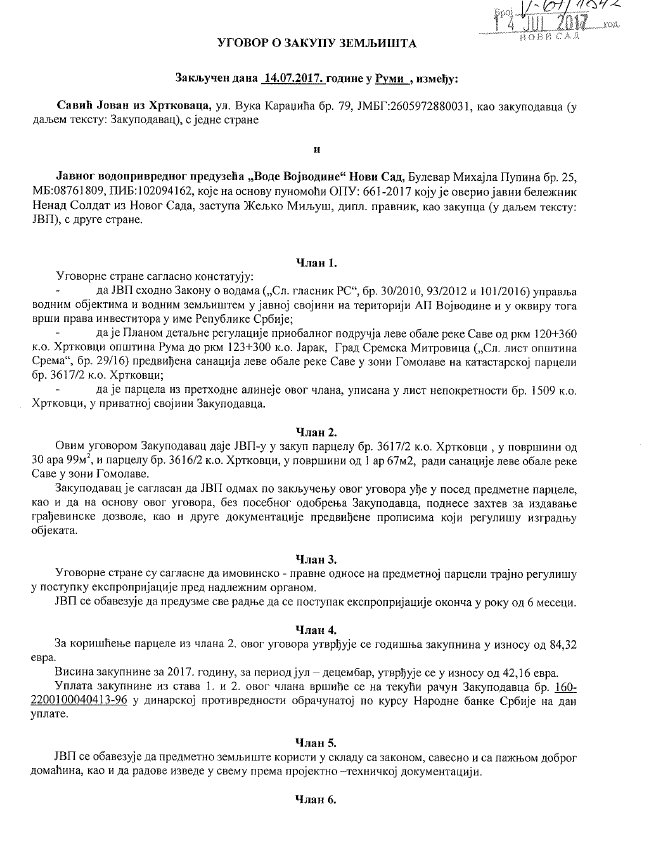 Број
14 JUL 2017 год.
НОВИ САД
УГОВОР О ЗАКУПУ ЗЕМЉИШТА
Закључен дана 14.07.2017. године у Руми , између:
Савић Јован из Хртковаца, ул. Вука Караџића бр. 79, ЈМБГ:2605972880031, као закуподавца (у
даљем тексту: Закуподавац), с једне стране
и
Јавног водопривредног предузећа „Воде Војводине“ Нови Сад, Булевар Михајла Пупина бр. 25,
МБ:08761809, ПИБ:102094162, које на основу пуномоћи ОПУ: 661-2017 коју је оверио јавни бележник
Ненад Солдат из Новог Сада, заступа Жељко Миљуш, дипл. правник, као закупца (у даљем тексту:
ЈВП), с друге стране.
Члан 1.
Уговорне стране сагласно констатују:
- да ЈВП сходно Закону о водама („Сл. гласник РС“, бр. 30/2010, 93/2012 и 101/2016) управља
водним објектима и водним земљиштем у јавној својини на територији АП Војводине и у оквиру тога
врши права инвеститора у име Републике Србије;
- да је Планом детаљне регулације приобалног подручја леве обале реке Саве од ркм 120+360
к.о. Хртковци општина Рума до ркм 123+300 к.о. Јарак, Град Сремска Митровица („Сл. лист општина
Срема“, бр. 29/16) предвиђена санација леве обале реке Саве у зони Гомолаве на катастарској парцели
бр. 3617/2 к.о. Хртковци;
- да је парцела из претходне алинеје овог члана, уписана у лист непокретности бр. 1509 к.о.
Хртковци, у приватној својини Закуподавца.
Члан 2.
Овим уговором Закуподавац даје ЈВП-у у закуп парцелу бр. 3617/2 к.о. Хртковци , у површини од
30 ара 99м², и парцелу бр. 3616/2 к.о. Хртковци, у површини од 1 ар 67м2, ради санације леве обале реке
Саве у зони Гомолаве.
Закуподавац је сагласан да ЈВП одмах по закључењу овог уговора уђе у посед предметне парцеле,
као и да на основу овог уговора, без посебног одобрења Закуподавца, поднесе захтев за издавање
грађевинске дозволе, као и друге документације предвиђене прописима који регулишу изградњу
објеката.
Члан 3.
Уговорне стране су сагласне да имовинско - правне односе на предметној парцели трајно регулишу
у поступку експропријације пред надлежним органом.
ЈВП се обавезује да предузме све радње да се поступак експропријације оконча у року од 6 месеци.
Члан 4.
За коришћење парцеле из члана 2. овог уговора утврђује се годишња закупнина у износу од 84,32
евра.
Висина закупнине за 2017. годину, за период јул – децембар, утврђује се у износу од 42,16 евра.
Уплата закупнине из става 1. и 2. овог члана вршиће се на текући рачун Закуподавца бр. 160-
2200100040413-96 у динарској противредности обрачунатој по курсу Народне банке Србије на дан
уплате.
Члан 5.
ЈВП се обавезује да предметно земљиште користи у складу са законом, савесно и са пажњом доброг
домаћина, као и да радове изведе у свему према пројектно –техничкој документацији.
Члан 6.